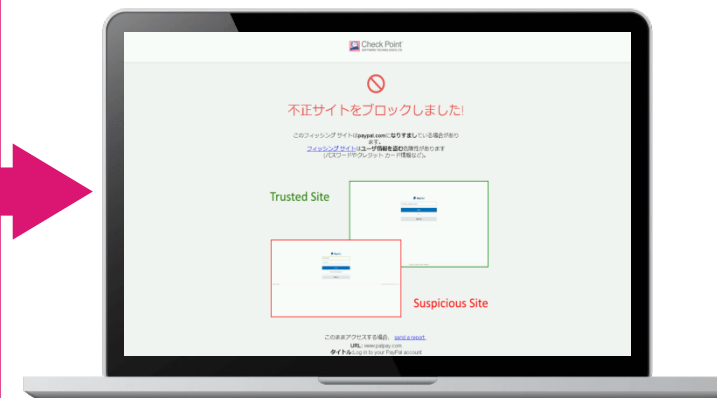 Check Point
SOFTWARE TECHNOLOGIES LTD
不正サイトをブロックしました!
このフィッシング サイトはpaypal.comになりすましている場合があり
ます。
フィッシング サイトはユーザ情報を盗む危険性があります
(パスワードやクレジット カード情報など)。
Trusted Site
PayPal
PayPal
Suspicious Site
このままアクセスする場合、 send a report.
URL: www.palpay.com
タイトル:Log in to your PayPal account